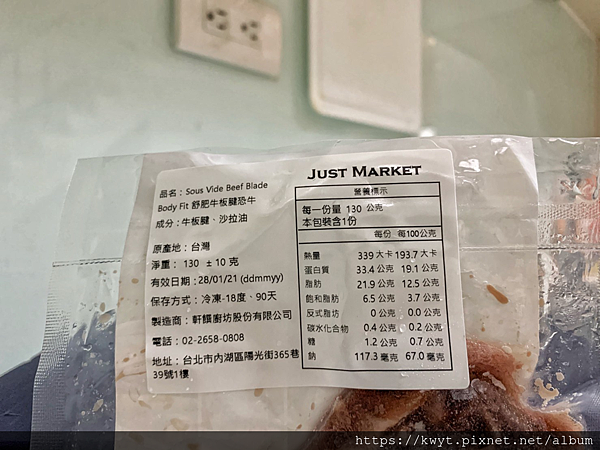 JUST MARKET
品名：Sous Vide Beef Blade
Body Fit 舒肥牛板腱恐牛
成分：牛板腱、沙拉油
原產地：台灣
淨重： 130 ± 10 克
有效日期：28/01/21 (ddmmyy)
保存方式：冷凍-18度、90天
製造商：軒饌廚坊股份有限公司
電話：02-2658-0808
地址：台北市內湖區陽光街365巷
39號1樓
營養標示
每一份量 130 公克
本包裝含1份
每份 每100公克
熱量 339 大卡 193.7 大卡
蛋白質 33.4 公克 19.1 公克
脂肪 21.9 公克 12.5 公克
飽和脂肪 6.5 公克 3.7 公克
反式脂肪 0 公克 0.0 公克
碳水化合物 0.4 公克 0.2 公克
糖 1.2 公克 0.7 公克
鈉 117.3 毫克 67.0 毫克
https://kwyt.pixnet.net/album